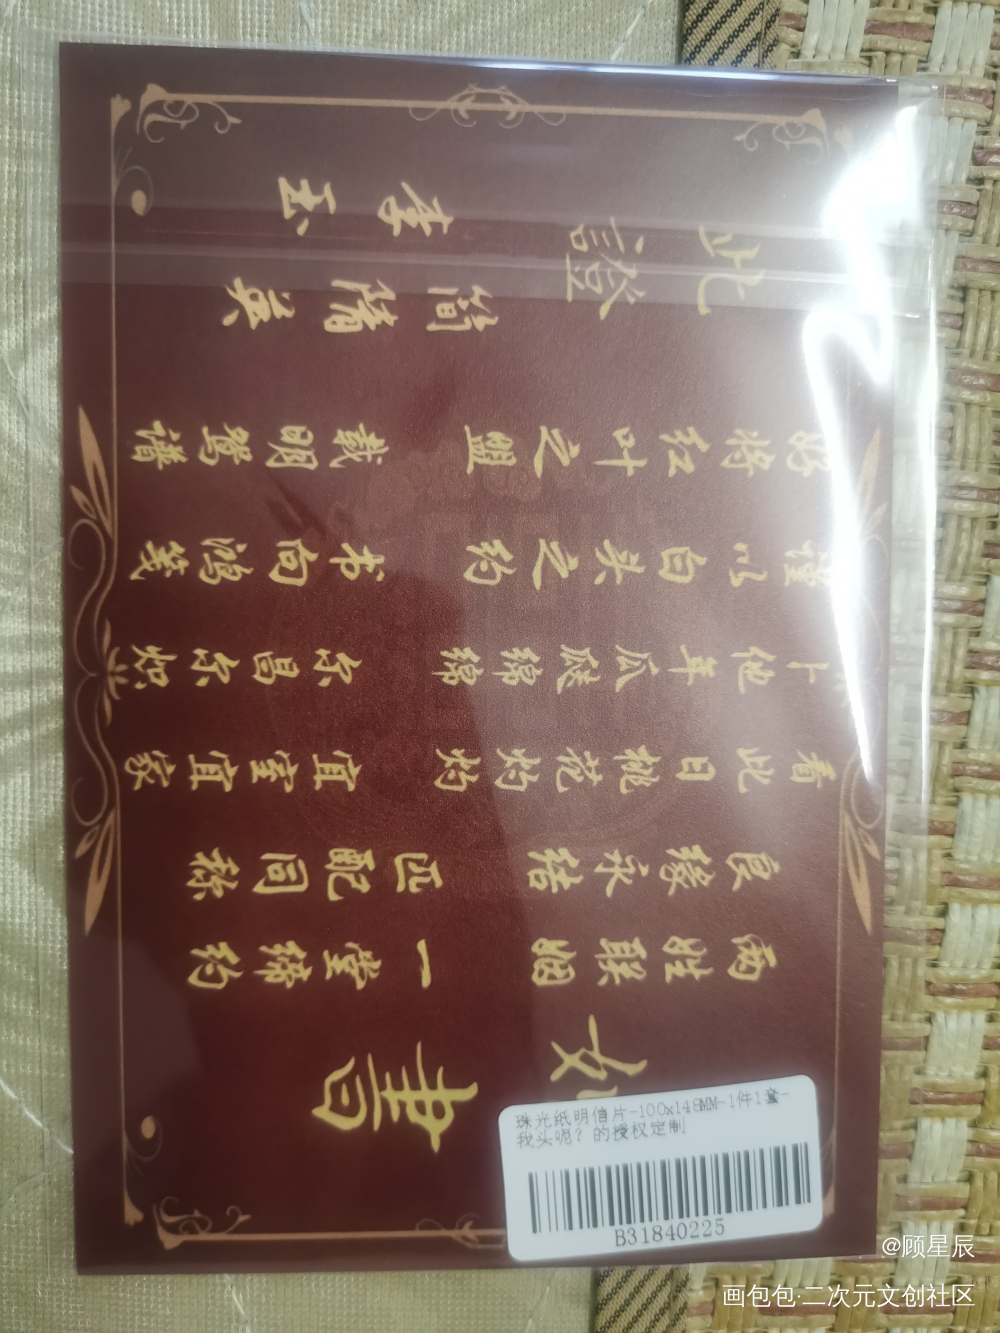 書
两姓联姻 一堂缔约
良缘永结 匹配同称
看此日桃花灼灼 宜室宜家
卜他年瓜瓞绵绵 尔昌尔炽
谨以白头之约 书向鸿笺
好将红叶之盟 载明鸳谱
此證
简隋英
李玉
珠光纸明信片-100x148MM-1件1套-
我头呢？的授权定制
B31840225
@顾星辰
画包包·二次元文创社区